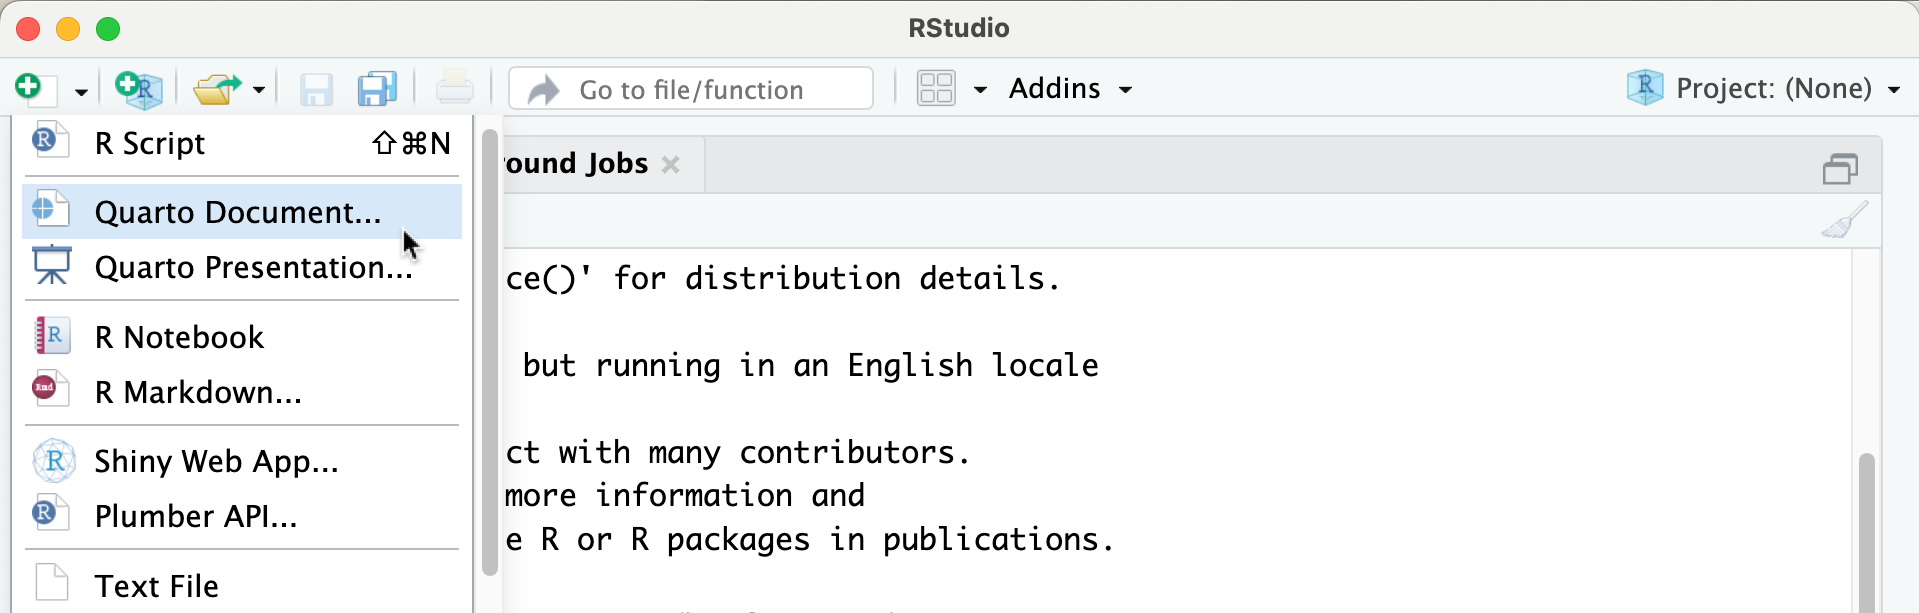 RStudio
Go to file/function
Addins
Project: (None)
R Script ⇧⌘N
Quarto Document...
Quarto Presentation...
R Notebook
R Markdown...
Shiny Web App...
Plumber API...
Text File
ound Jobs
ce()' for distribution details.
but running in an English locale
ct with many contributors.
more information and
e R or R packages in publications.